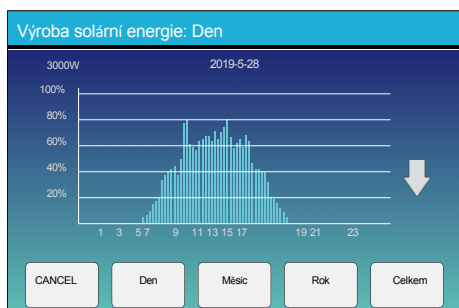 Výroba solární energie: Den
3000W 2019-5-28
100%
80%
60%
40%
20%
1 3 5 7 9 11 13 15 17 19 21 23
CANCEL Den Měsíc Rok Celkem